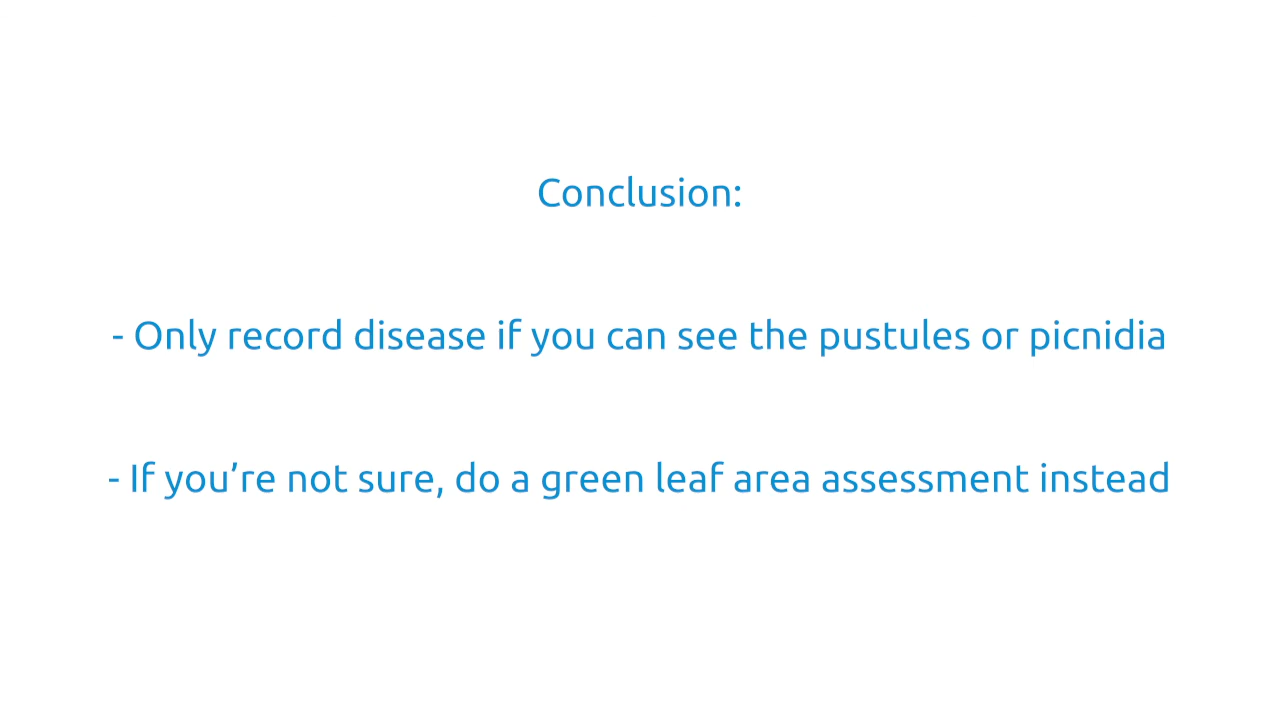 Conclusion:
- Only record disease if you can see the pustules or picnidia
- If you’re not sure, do a green leaf area assessment instead